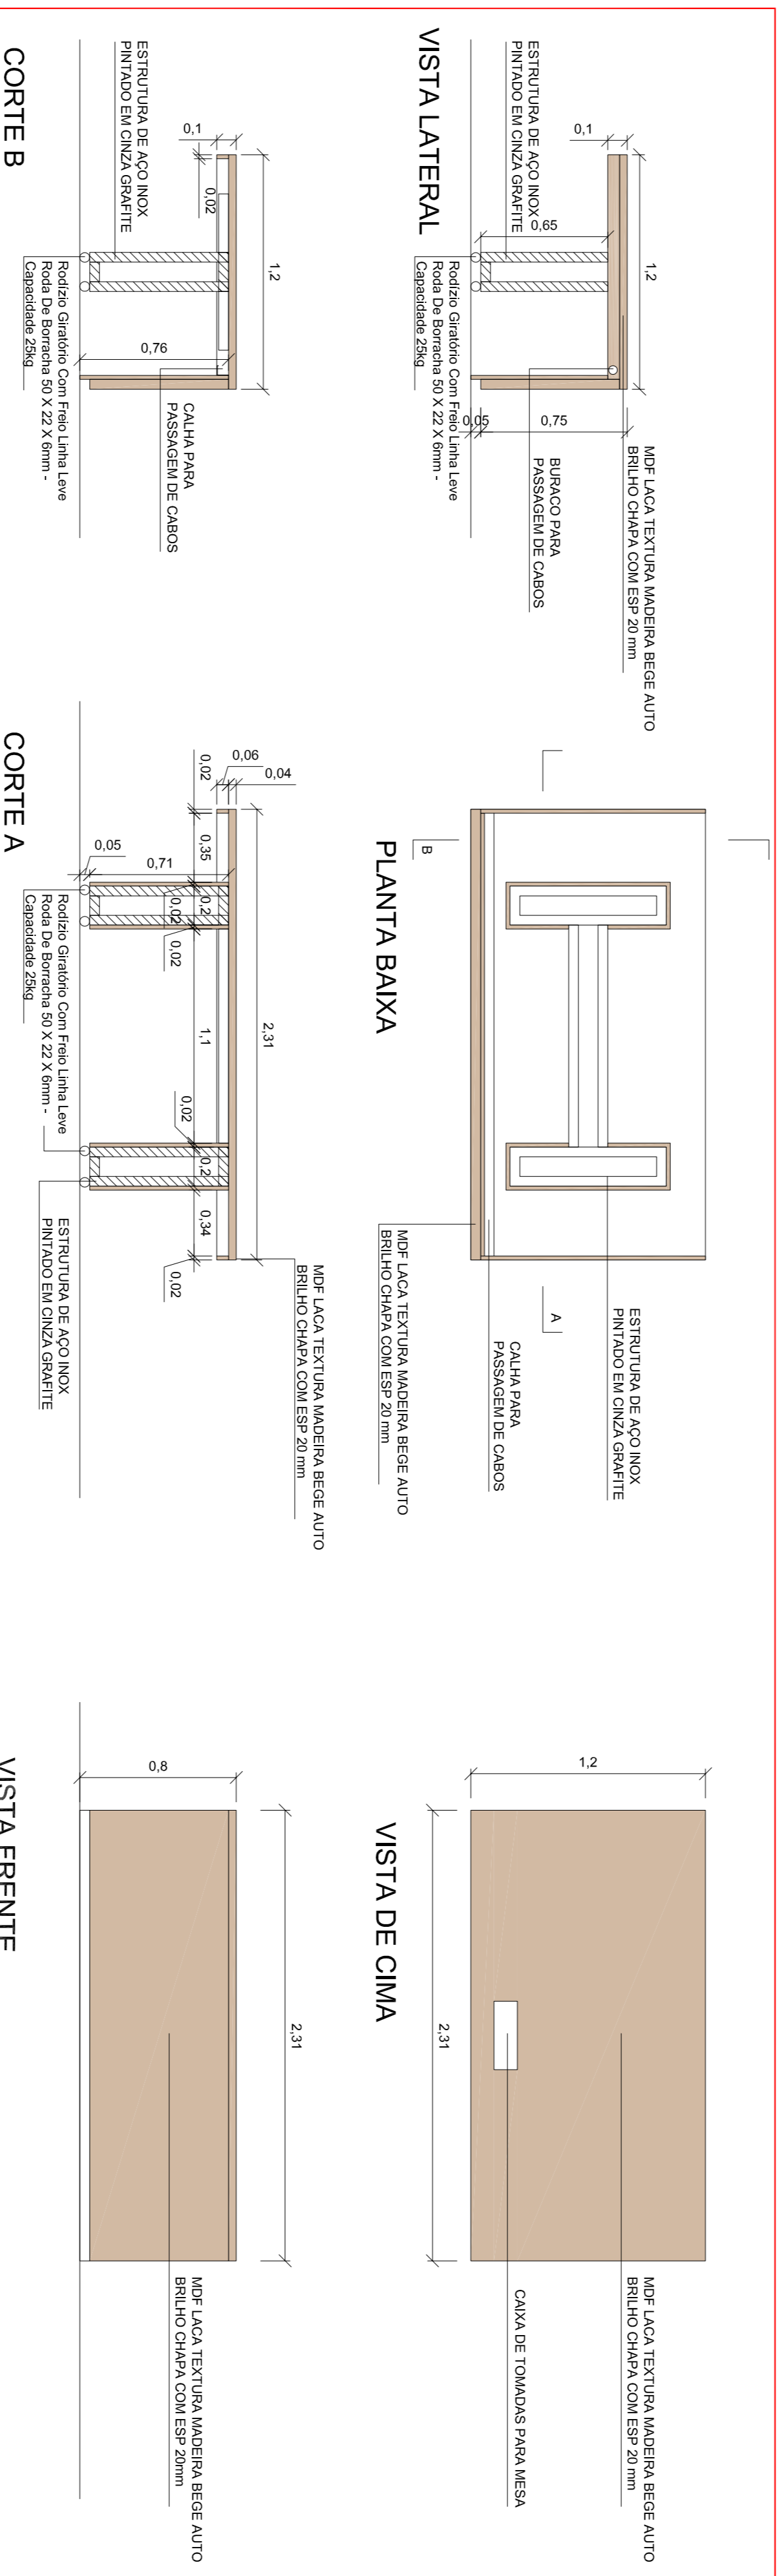 VISTA LATERAL
ESTRUTURA DE AÇO INOX
PINTADO EM CINZA GRAFITE
0,1
1,2
0,65
0,05
0,75
Rodízio Giratório Com Freio Linha Leve
Roda De Borracha 50 X 22 X 6mm -
Capacidade 25kg
BURACO PARA
PASSAGEM DE CABOS
MDF LACA TEXTURA MADEIRA BEGE AUTO
BRILHO CHAPA COM ESP 20 mm
PLANTA BAIXA
B
A
ESTRUTURA DE AÇO INOX
PINTADO EM CINZA GRAFITE
CALHA PARA
PASSAGEM DE CABOS
MDF LACA TEXTURA MADEIRA BEGE AUTO
BRILHO CHAPA COM ESP 20 mm
VISTA DE CIMA
1,2
2,31
MDF LACA TEXTURA MADEIRA BEGE AUTO
BRILHO CHAPA COM ESP 20 mm
CAIXA DE TOMADAS PARA MESA
CORTE B
ESTRUTURA DE AÇO INOX
PINTADO EM CINZA GRAFITE
0,1
0,02
1,2
0,76
Rodízio Giratório Com Freio Linha Leve
Roda De Borracha 50 X 22 X 6mm -
Capacidade 25kg
CALHA PARA
PASSAGEM DE CABOS
CORTE A
2,31
0,06
0,04
0,02
0,35
0,2
0,02
0,02
1,1
0,02
0,2
0,34
0,02
0,05
0,71
Rodízio Giratório Com Freio Linha Leve
Roda De Borracha 50 X 22 X 6mm -
Capacidade 25kg
ESTRUTURA DE AÇO INOX
PINTADO EM CINZA GRAFITE
MDF LACA TEXTURA MADEIRA BEGE AUTO
BRILHO CHAPA COM ESP 20 mm
VISTA FRENTE
0,8
2,31
MDF LACA TEXTURA MADEIRA BEGE AUTO
BRILHO CHAPA COM ESP 20mm